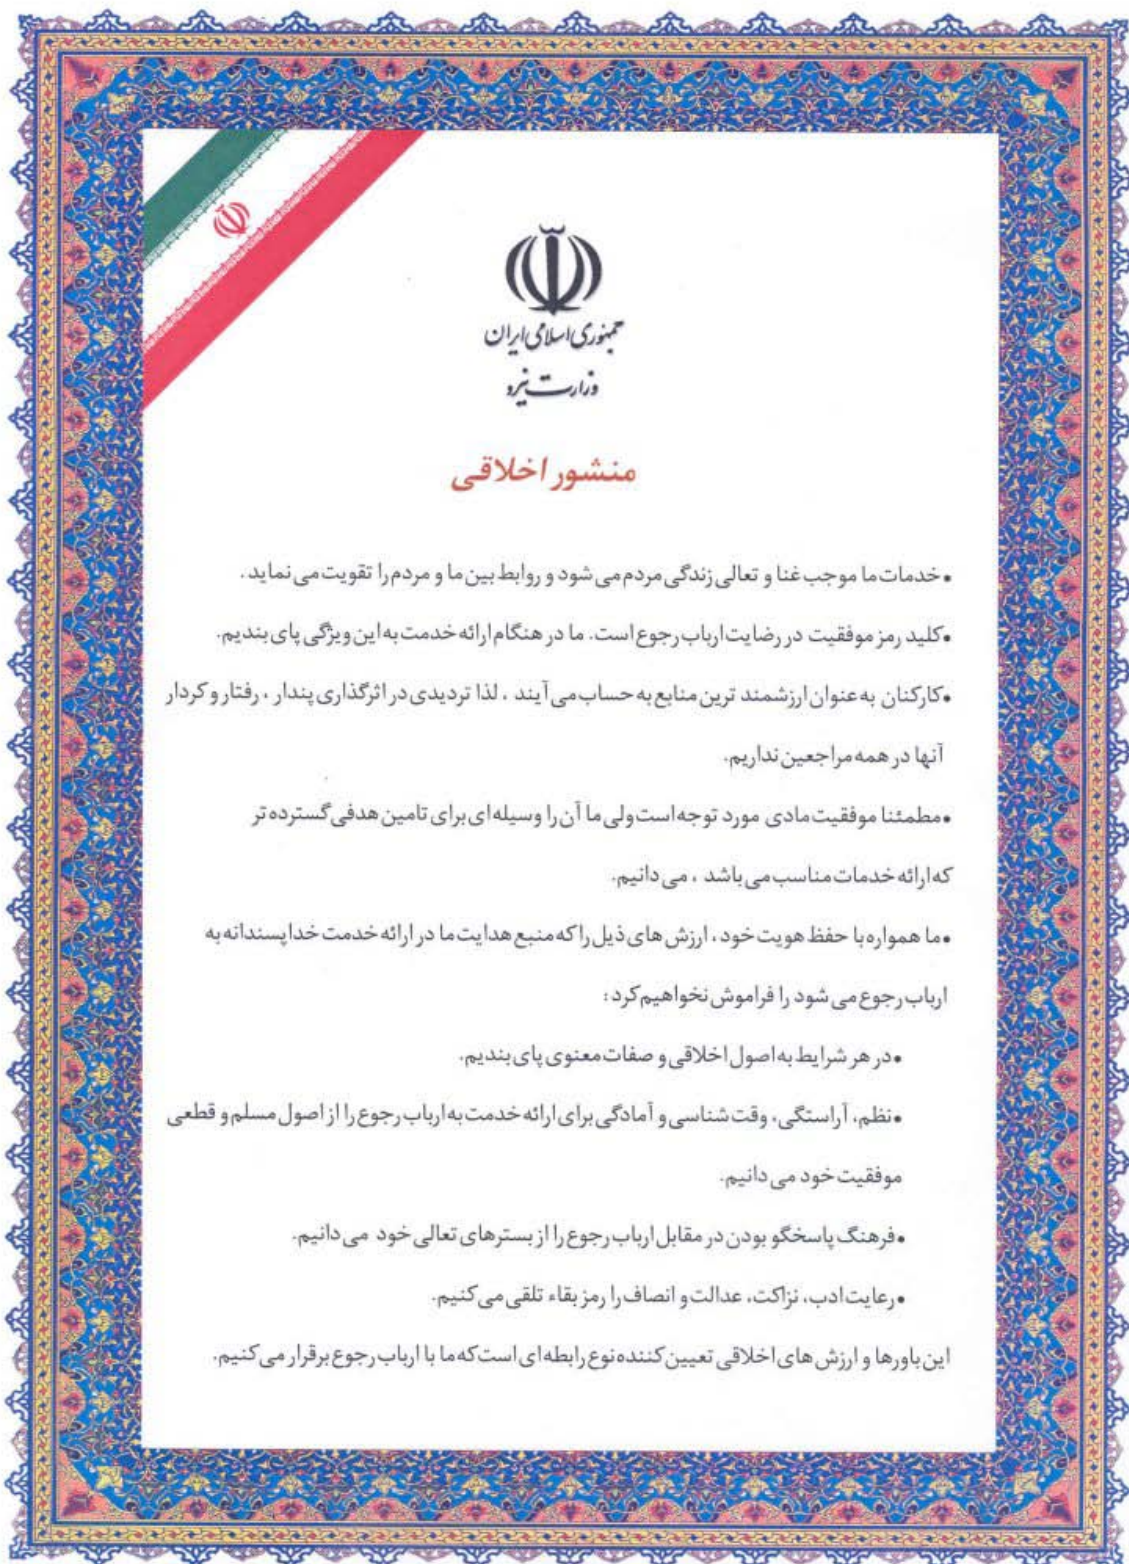 جمهوری اسلامی ایران
وزارت نیرو
منشور اخلاقی
•خدمات ما موجب غنا و تعالی زندگی مردم می شود و روابط بین ما و مردم را تقویت می نماید .
•کلید رمز موفقیت در رضایت ارباب رجوع است. ما در هنگام ارائه خدمت به این ویژگی پای بندیم.
•کارکنان به عنوان ارزشمند ترین منابع به حساب می آیند ، لذا تردیدی در اثرگذاری پندار ، رفتار و کردار
آنها در همه مراجعین نداریم.
•مطمئنا موفقیت مادی مورد توجه است ولی ما آن را وسیله ای برای تامین هدفی گسترده تر
که ارائه خدمات مناسب می باشد ، می دانیم.
•ما همواره با حفظ هویت خود ، ارزش های ذیل را که منبع هدایت ما در ارائه خدمت خداپسندانه به
ارباب رجوع می شود را فراموش نخواهیم کرد :
•در هر شرایط به اصول اخلاقی و صفات معنوی پای بندیم.
•نظم، آراستگی، وقت شناسی و آمادگی برای ارائه خدمت به ارباب رجوع را از اصول مسلم و قطعی
موفقیت خود می دانیم.
•فرهنگ پاسخگو بودن در مقابل ارباب رجوع را از بسترهای تعالی خود می دانیم.
•رعایت ادب، نزاکت، عدالت و انصاف را رمز بقاء تلقی می کنیم.
این باورها و ارزش های اخلاقی تعیین کننده نوع رابطه ای است که ما با ارباب رجوع برقرار می کنیم.